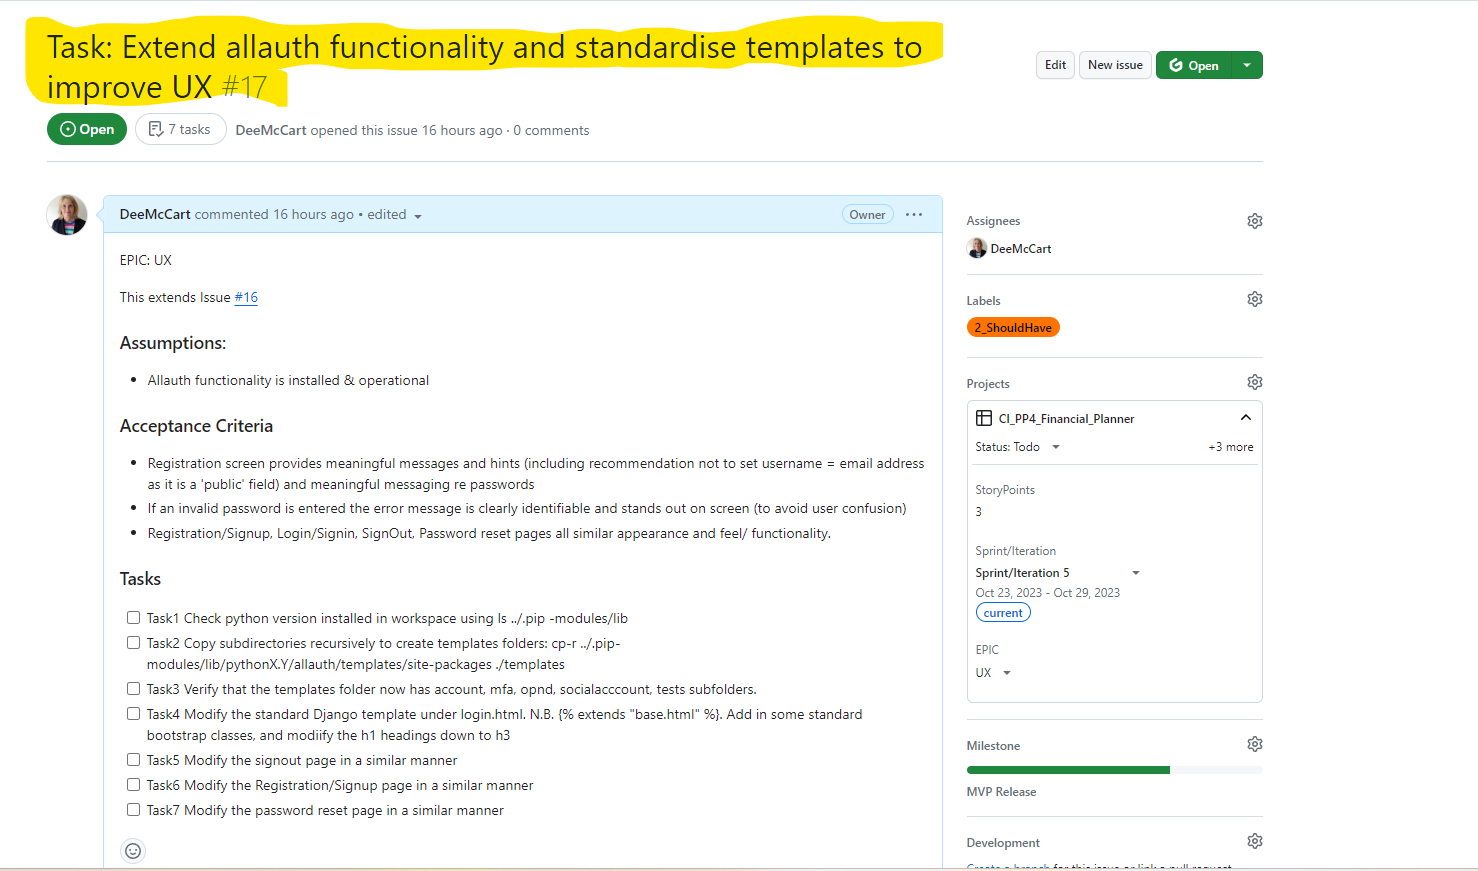 Task: Extend allauth functionality and standardise templates to
improve UX #17
Edit
New issue
Open
Open
7 tasks
DeeMcCart opened this issue 16 hours ago · 0 comments
DeeMcCart commented 16 hours ago • edited
Owner
EPIC: UX
This extends Issue #16
Assumptions:
• Allauth functionality is installed & operational
Acceptance Criteria
• Registration screen provides meaningful messages and hints (including recommendation not to set username = email address
as it is a 'public' field) and meaningful messaging re passwords
• If an invalid password is entered the error message is clearly identifiable and stands out on screen (to avoid user confusion)
• Registration/Signup, Login/Signin, SignOut, Password reset pages all similar appearance and feel/ functionality.
Tasks
Task1 Check python version installed in workspace using ls ../.pip -modules/lib
Task2 Copy subdirectories recursively to create templates folders: cp-r ../.pip-
modules/lib/pythonX.Y/allauth/templates/site-packages ./templates
Task3 Verify that the templates folder now has account, mfa, opnd, socialacccount, tests subfolders.
Task4 Modify the standard Django template under login.html. N.B. {% extends "base.html" %}. Add in some standard
bootstrap classes, and modiify the h1 headings down to h3
Task5 Modify the signout page in a similar manner
Task6 Modify the Registration/Signup page in a similar manner
Task7 Modify the password reset page in a similar manner
Assignees
DeeMcCart
Labels
2_ShouldHave
Projects
CI_PP4_Financial_Planner
Status: Todo
+3 more
StoryPoints
3
Sprint/Iteration
Sprint/Iteration 5
Oct 23, 2023 - Oct 29, 2023
current
EPIC
UX
Milestone
MVP Release
Development
Create a branch for this issue or link a pull request